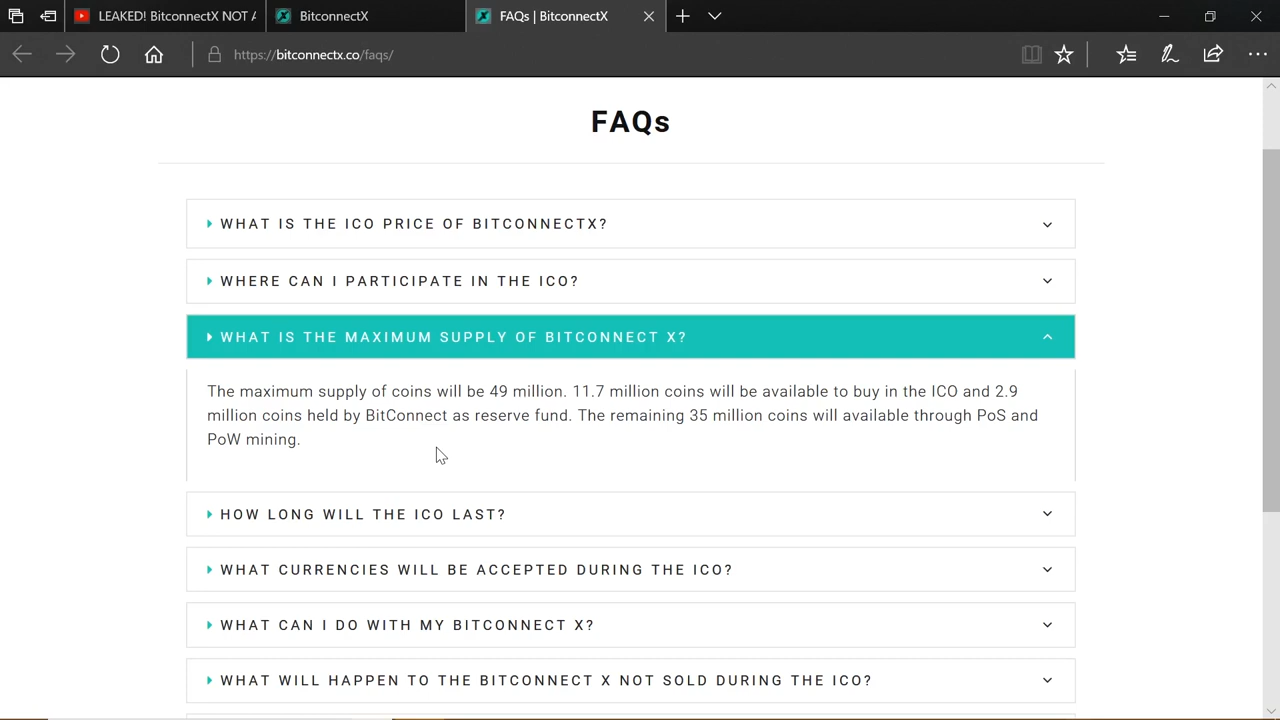 LEAKED! BitconnectX NOT A
BitconnectX
FAQs | BitconnectX
https://bitconnectx.co/faqs/
FAQs
WHAT IS THE ICO PRICE OF BITCONNECTX?
WHERE CAN I PARTICIPATE IN THE ICO?
WHAT IS THE MAXIMUM SUPPLY OF BITCONNECT X?
The maximum supply of coins will be 49 million. 11.7 million coins will be available to buy in the ICO and 2.9
million coins held by BitConnect as reserve fund. The remaining 35 million coins will available through PoS and
PoW mining.
HOW LONG WILL THE ICO LAST?
WHAT CURRENCIES WILL BE ACCEPTED DURING THE ICO?
WHAT CAN I DO WITH MY BITCONNECT X?
WHAT WILL HAPPEN TO THE BITCONNECT X NOT SOLD DURING THE ICO?